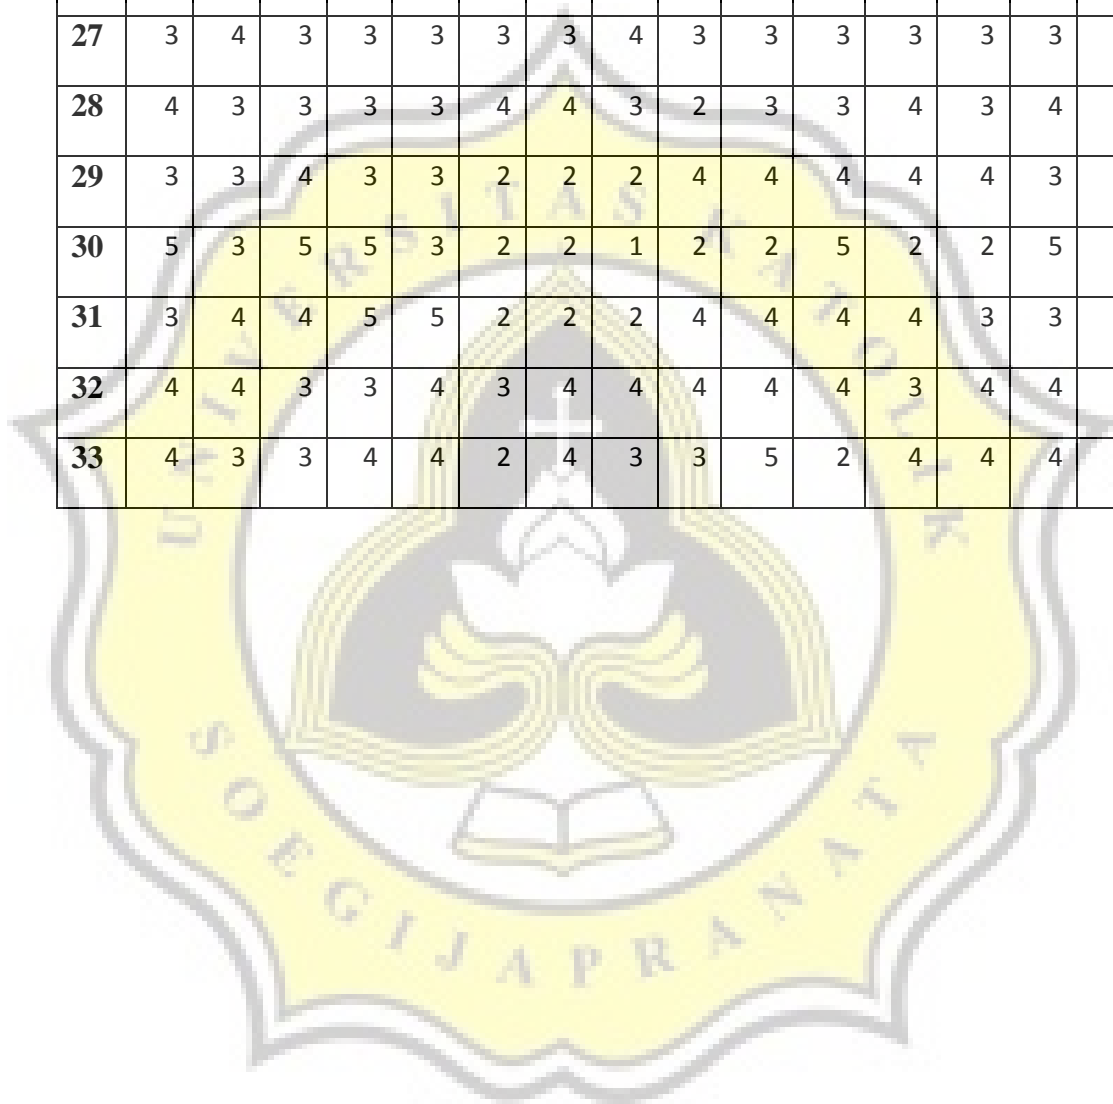 27 3 4 3 3 3 3 3 4 3 3 3 3 3 3
28 4 3 3 3 3 4 4 3 2 3 3 4 3 4
29 3 3 4 3 3 2 2 2 4 4 4 4 4 3
30 5 3 5 5 3 2 2 1 2 2 5 2 2 5
31 3 4 4 5 5 2 2 2 4 4 4 4 3 3
32 4 4 3 3 4 3 4 4 4 4 4 3 4 4
33 4 3 3 4 4 2 4 3 3 5 2 4 4 4
UNIVERSITAS KATOLIK
SOEGIJAPRANATA